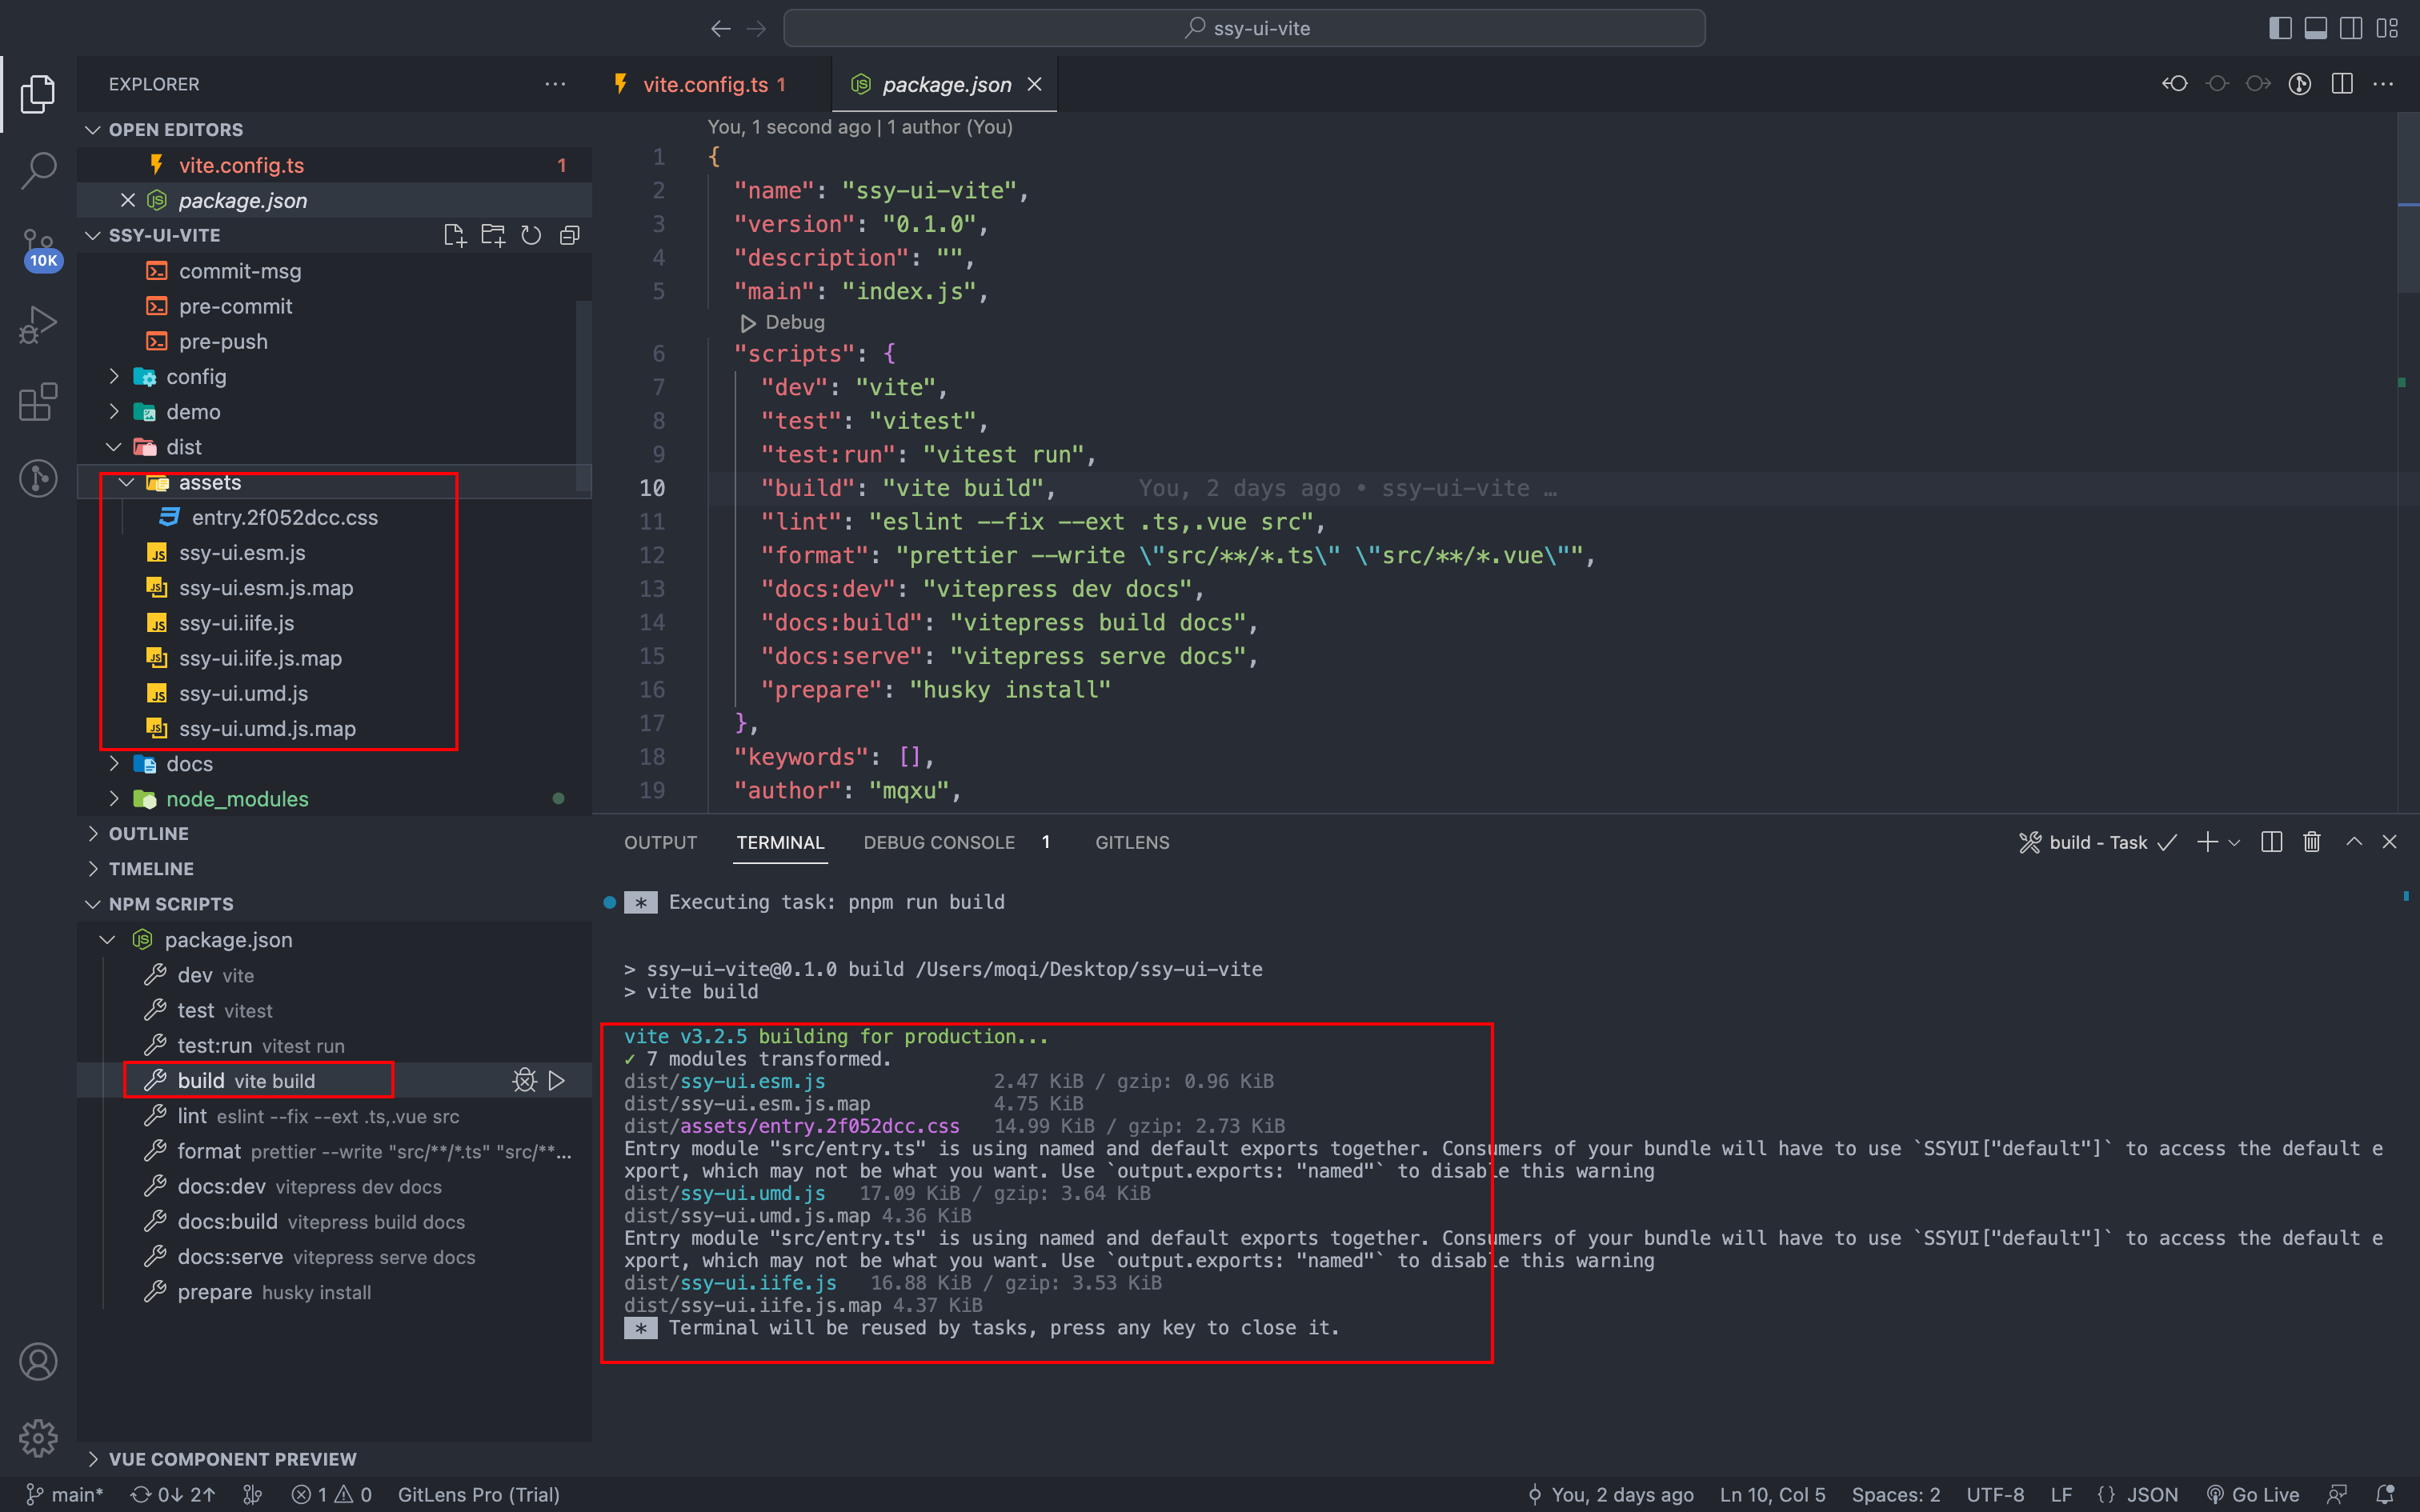 ssy-ui-vite
EXPLORER
OPEN EDITORS
vite.config.ts 1
package.json
SSY-UI-VITE
commit-msg
pre-commit
pre-push
config
demo
dist
assets
entry.2f052dcc.css
ssy-ui.esm.js
ssy-ui.esm.js.map
ssy-ui.iife.js
ssy-ui.iife.js.map
ssy-ui.umd.js
ssy-ui.umd.js.map
docs
node_modules
OUTLINE
TIMELINE
NPM SCRIPTS
package.json
dev vite
test vitest
test:run vitest run
build vite build
lint eslint --fix --ext .ts,.vue src
format prettier --write "src/**/*.ts" "src/**...
docs:dev vitepress dev docs
docs:build vitepress build docs
docs:serve vitepress serve docs
prepare husky install
VUE COMPONENT PREVIEW
10K
vite.config.ts 1
package.json
You, 1 second ago | 1 author (You)
1 {
2 "name": "ssy-ui-vite",
3 "version": "0.1.0",
4 "description": "",
5 "main": "index.js",
Debug
6 "scripts": {
7 "dev": "vite",
8 "test": "vitest",
9 "test:run": "vitest run",
10 "build": "vite build", You, 2 days ago • ssy-ui-vite …
11 "lint": "eslint --fix --ext .ts,.vue src",
12 "format": "prettier --write \"src/**/*.ts\" \"src/**/*.vue\"",
13 "docs:dev": "vitepress dev docs",
14 "docs:build": "vitepress build docs",
15 "docs:serve": "vitepress serve docs",
16 "prepare": "husky install"
17 },
18 "keywords": [],
19 "author": "mqxu",
OUTPUT TERMINAL DEBUG CONSOLE 1 GITLENS
build - Task
* Executing task: pnpm run build
> ssy-ui-vite@0.1.0 build /Users/moqi/Desktop/ssy-ui-vite
> vite build
vite v3.2.5 building for production...
✓ 7 modules transformed.
dist/ssy-ui.esm.js 2.47 KiB / gzip: 0.96 KiB
dist/ssy-ui.esm.js.map 4.75 KiB
dist/assets/entry.2f052dcc.css 14.99 KiB / gzip: 2.73 KiB
Entry module "src/entry.ts" is using named and default exports together. Consumers of your bundle will have to use `SSYUI["default"]` to access the default e
xport, which may not be what you want. Use `output.exports: "named"` to disable this warning
dist/ssy-ui.umd.js 17.09 KiB / gzip: 3.64 KiB
dist/ssy-ui.umd.js.map 4.36 KiB
Entry module "src/entry.ts" is using named and default exports together. Consumers of your bundle will have to use `SSYUI["default"]` to access the default e
xport, which may not be what you want. Use `output.exports: "named"` to disable this warning
dist/ssy-ui.iife.js 16.88 KiB / gzip: 3.53 KiB
dist/ssy-ui.iife.js.map 4.37 KiB
* Terminal will be reused by tasks, press any key to close it.
main* 0↓ 2↑ 1 0 GitLens Pro (Trial) You, 2 days ago Ln 10, Col 5 Spaces: 2 UTF-8 LF {} JSON Go Live